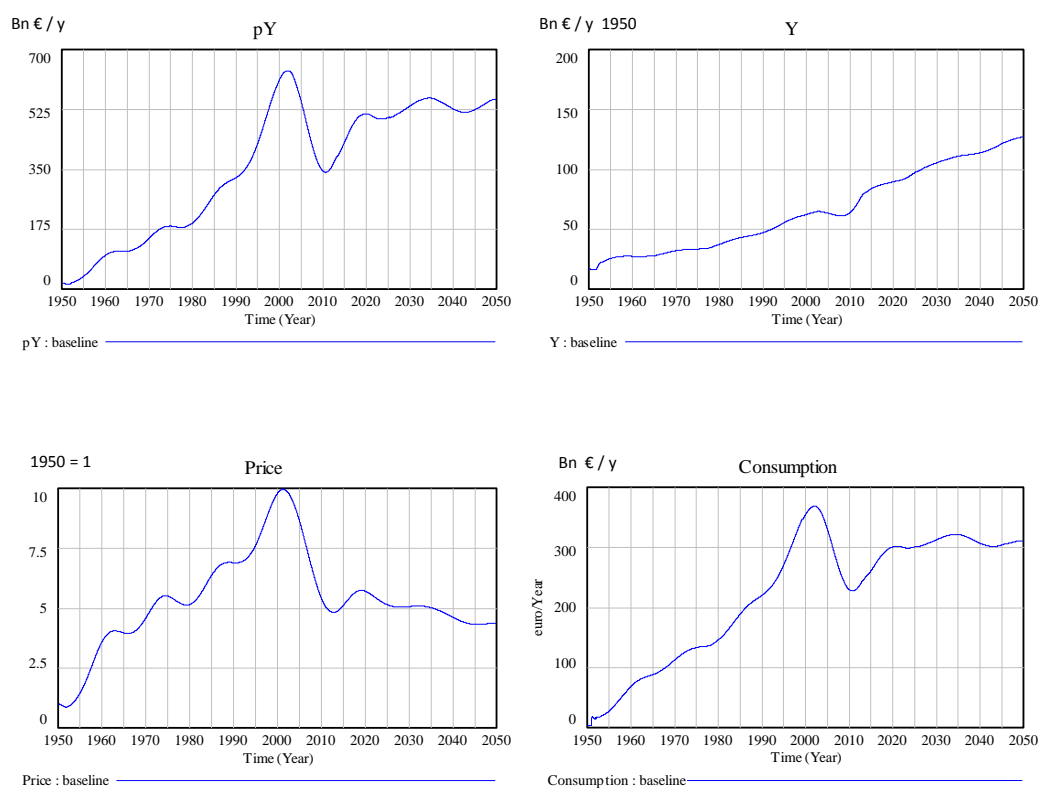 Bn € / y
pY
700
525
350
175
0
1950 1960 1970 1980 1990 2000 2010 2020 2030 2040 2050
Time (Year)
pY : baseline
Bn € / y 1950
Y
200
150
100
50
0
1950 1960 1970 1980 1990 2000 2010 2020 2030 2040 2050
Time (Year)
Y : baseline
1950 = 1
Price
10
7.5
5
2.5
0
1950 1960 1970 1980 1990 2000 2010 2020 2030 2040 2050
Time (Year)
Price : baseline
Bn € / y
Consumption
400
300
200
100
0
euro/Year
1950 1960 1970 1980 1990 2000 2010 2020 2030 2040 2050
Time (Year)
Consumption : baseline